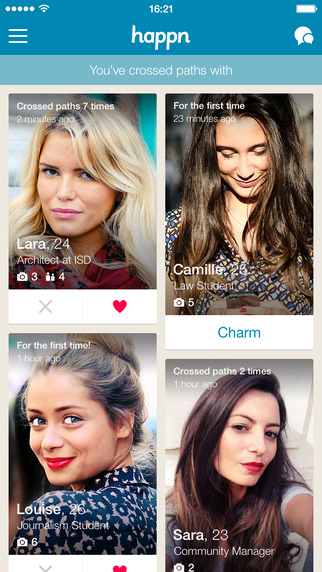 16:21
happn
You've crossed paths with
Crossed paths 7 times
2 minutes ago
Lara, 24
Architect at ISD
3 4
For the first time
23 minutes ago
Camille, 23
Law Student
5
Charm
For the first time!
1 hour ago
Louise, 26
Journalism Student
6
Crossed paths 2 times
1 hour ago
Sara, 23
Community Manager
2